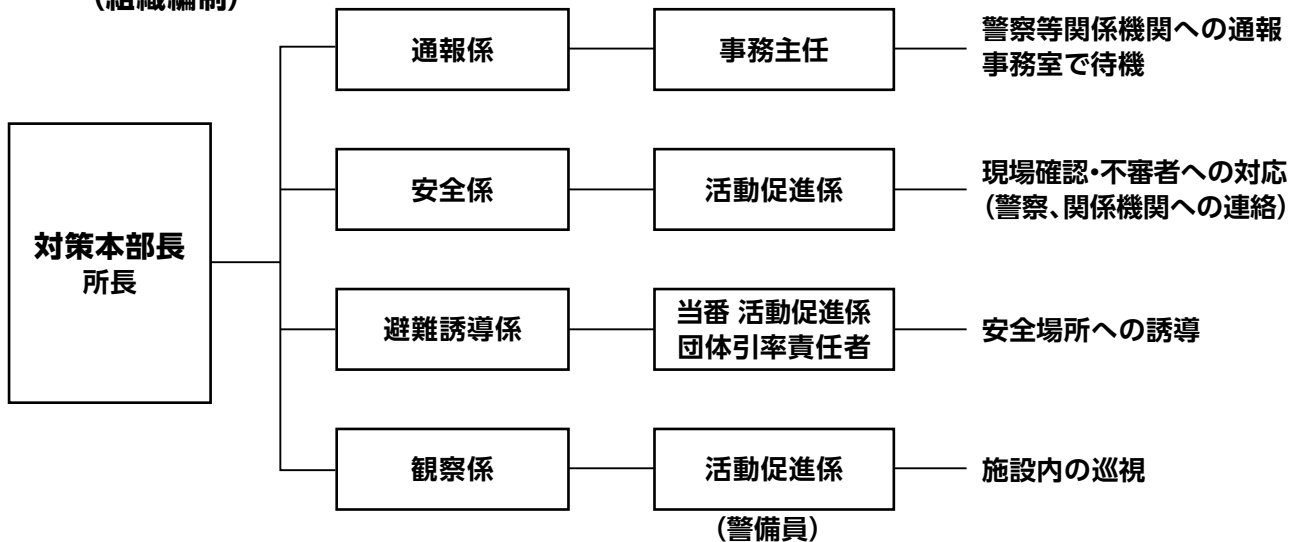 （組織編制）
通報係
事務主任
警察等関係機関への通報
事務室で待機
対策本部長
所長
安全係
活動促進係
現場確認・不審者への対応
（警察、関係機関への連絡）
避難誘導係
当番 活動促進係
団体引率責任者
安全場所への誘導
観察係
活動促進係
（警備員）
施設内の巡視